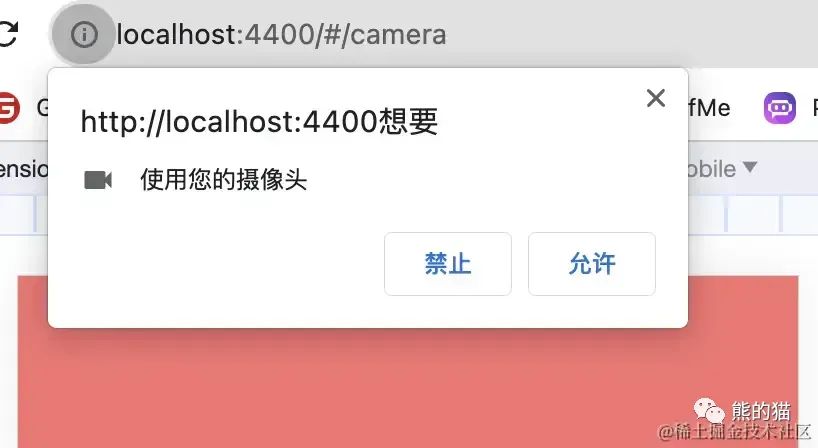 localhost:4400/#/camera
G
fMe
http://localhost:4400想要
ensio
obile
使用您的摄像头
禁止
允许
熊的猫
@稀土掘金技术社区